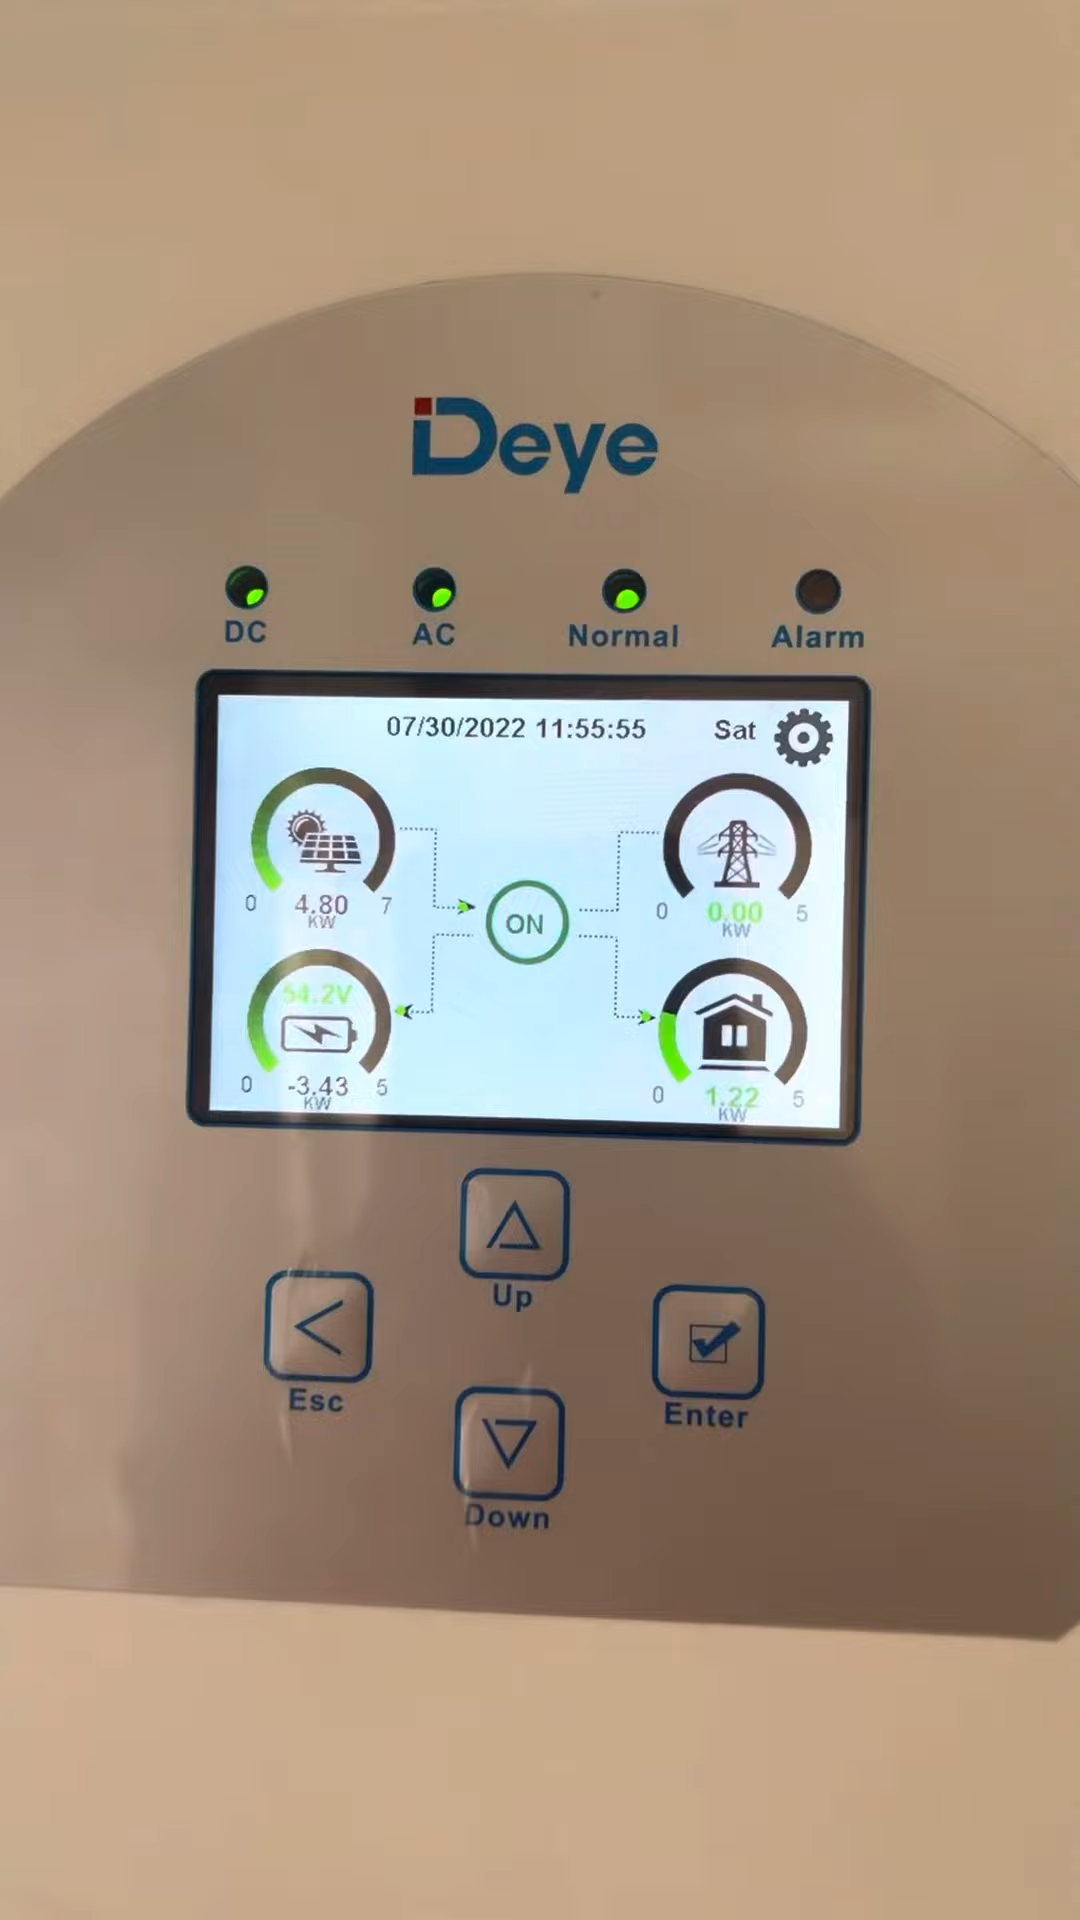 Deye
DC AC Normal Alarm
07/30/2022 11:55:55 Sat
0 4.80 7
KW
0 0.00 5
KW
ON
54.2V
0 -3.43 5
KW
0 1.22 5
KW
Up
Esc
Enter
Down